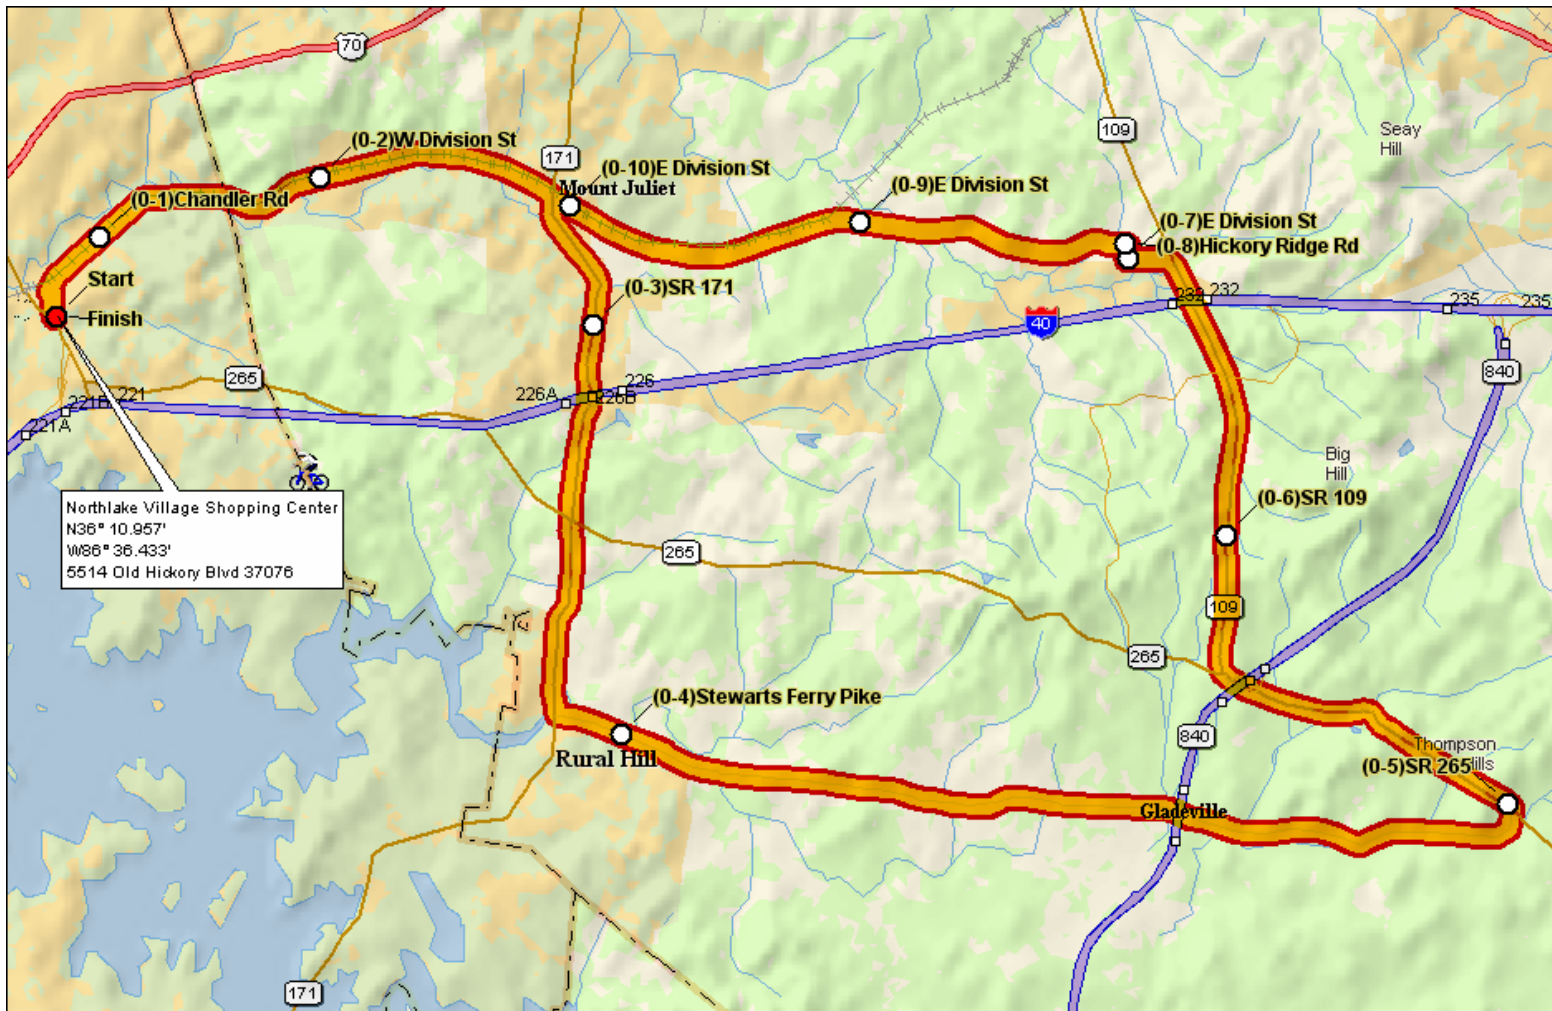 70
(0-2)W Division St
109
Seay
Hill
171
(0-10)E Division St
Mount Juliet
(0-9)E Division St
(0-1)Chandler Rd
(0-7)E Division St
(0-8)Hickory Ridge Rd
Start
(0-3)SR 171
Finish
232
232
235
235
40
265
840
221
221B
226
226A
226B
221A
Big
Hill
Northlake Village Shopping Center
N36° 10.957'
W86° 36.433'
5514 Old Hickory Blvd 37076
(0-6)SR 109
265
109
265
(0-4)Stewarts Ferry Pike
840
Thompson
Hills
Rural Hill
(0-5)SR 265
Gladeville
171